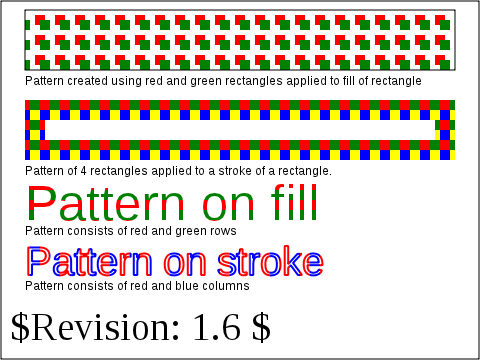 Pattern created using red and green rectangles applied to fill of rectangle
Pattern of 4 rectangles applied to a stroke of a rectangle.
Pattern on fill
Pattern consists of red and green rows
Pattern on stroke
Pattern consists of red and blue columns
$Revision: 1.6 $